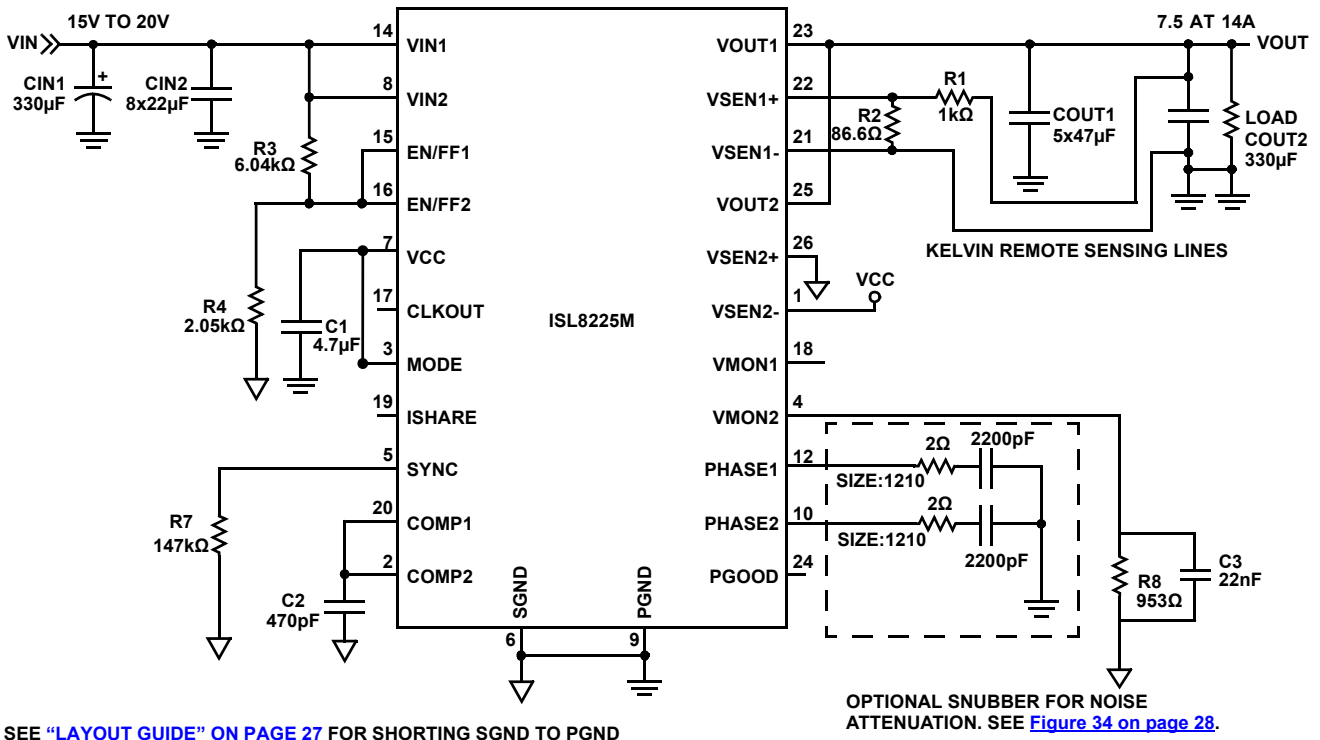 15V TO 20V
VIN
CIN1
330µF
+
CIN2
8x22µF
R3
6.04kΩ
R4
2.05kΩ
C1
4.7µF
R7
147kΩ
C2
470pF
14
VIN1
8
VIN2
15
EN/FF1
16
EN/FF2
7
VCC
17
CLKOUT
3
MODE
19
ISHARE
5
SYNC
20
COMP1
2
COMP2
ISL8225M
SGND
6
PGND
9
VOUT1
23
VSEN1+
22
VSEN1-
21
VOUT2
25
VSEN2+
26
VSEN2-
1
VMON1
18
VMON2
4
PHASE1
12
PHASE2
10
PGOOD
24
7.5 AT 14A
VOUT
R1
1kΩ
R2
86.6Ω
COUT1
5x47µF
LOAD
COUT2
330µF
KELVIN REMOTE SENSING LINES
VCC
2Ω
2200pF
SIZE:1210
2Ω
SIZE:1210
2200pF
R8
953Ω
C3
22nF
OPTIONAL SNUBBER FOR NOISE
ATTENUATION. SEE Figure 34 on page 28.
SEE “LAYOUT GUIDE” ON PAGE 27 FOR SHORTING SGND TO PGND